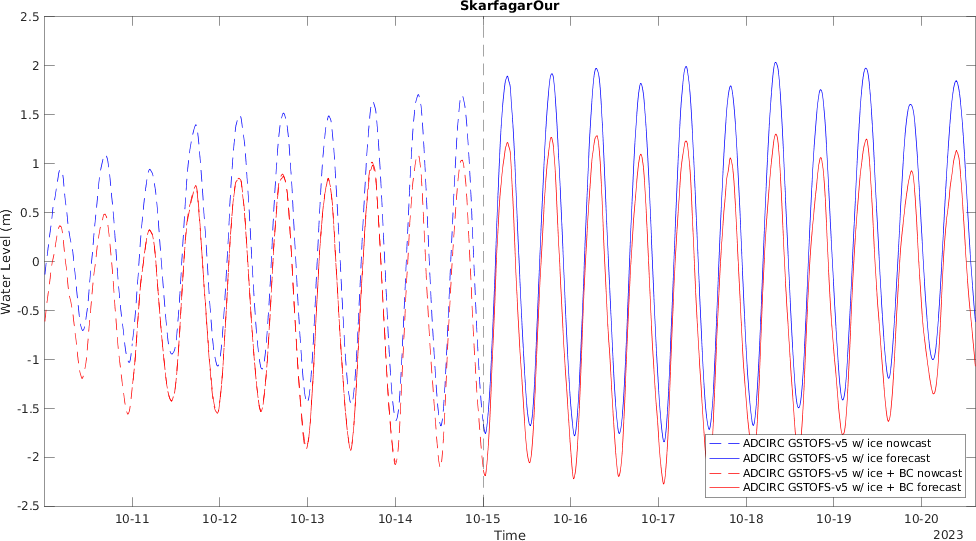 SkarfagarOur
2.5
2
1.5
1
0.5
0
-0.5
-1
-1.5
-2
-2.5
Water Level (m)
ADCIRC GSTOFS-v5 w/ ice nowcast
ADCIRC GSTOFS-v5 w/ ice forecast
ADCIRC GSTOFS-v5 w/ ice + BC nowcast
ADCIRC GSTOFS-v5 w/ ice + BC forecast
10-11 10-12 10-13 10-14 10-15 10-16 10-17 10-18 10-19 10-20
Time
2023